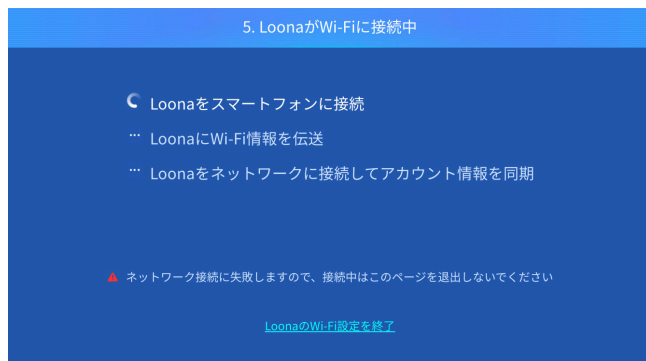 5. LoonaがWi-Fiに接続中
Loonaをスマートフォンに接続
LoonaにWi-Fi情報を伝送
Loonaをネットワークに接続してアカウント情報を同期
ネットワーク接続に失敗しますので、接続中はこのページを退出しないでください
LoonaのWi-Fi設定を終了